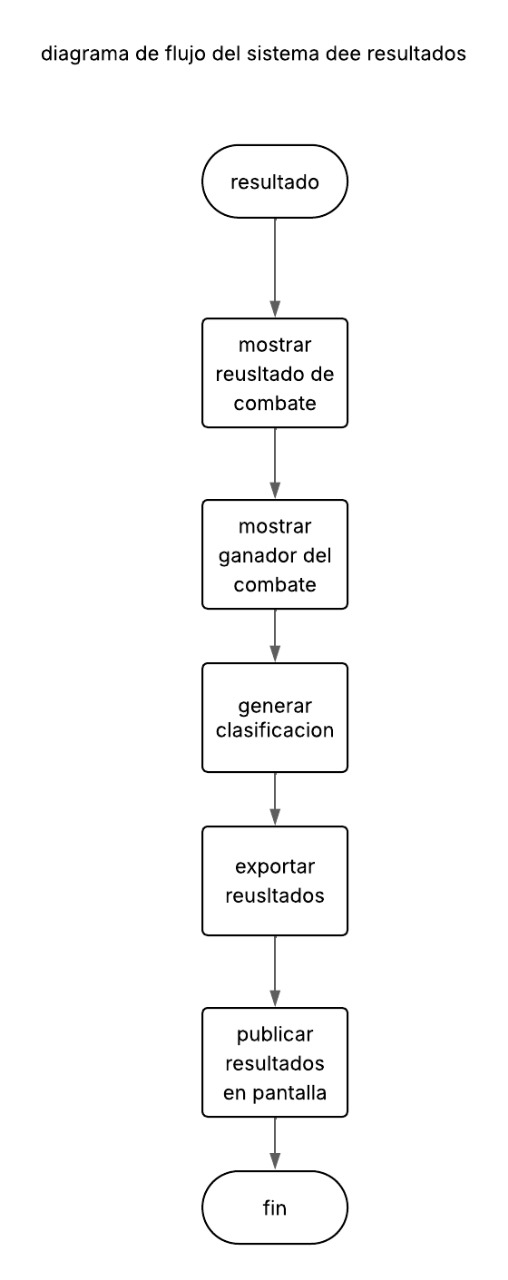 diagrama de flujo del sistema dee resultados
resultado
mostrar
reusltado de
combate
mostrar
ganador del
combate
generar
clasificacion
exportar
reusltados
publicar
resultados
en pantalla
fin